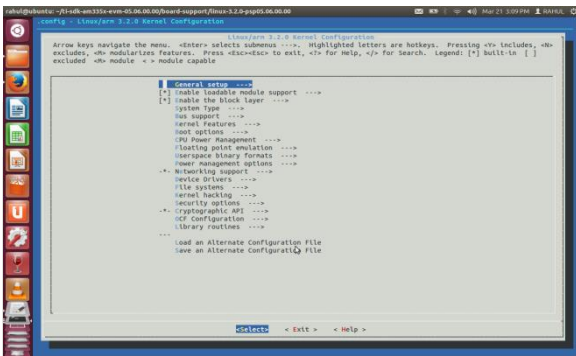 rahul@ubuntu: ~/ti-sdk-am335x-evm-05.06.00.00/board-support/linux-3.2.0-psp05.06.00.00
Mar 21 3:09 PM RAHUL
.config - Linux/arm 3.2.0 Kernel Configuration
Linux/arm 3.2.0 Kernel Configuration
Arrow keys navigate the menu. <Enter> selects submenus --->. Highlighted letters are hotkeys. Pressing <Y> includes, <N>
excludes, <M> modularizes features. Press <Esc><Esc> to exit, <?> for Help, </> for Search. Legend: [*] built-in [ ]
excluded <M> module < > module capable
General setup --->
[*] Enable loadable module support --->
[*] Enable the block layer --->
System Type --->
Bus support --->
Kernel Features --->
Boot options --->
CPU Power Management --->
Floating point emulation --->
Userspace binary formats --->
Power management options --->
-*- Networking support --->
Device Drivers --->
File systems --->
Kernel hacking --->
Security options --->
-*- Cryptographic API --->
OCF Configuration --->
Library routines --->
---
Load an Alternate Configuration File
Save an Alternate Configuration File
<Select> < Exit > < Help >